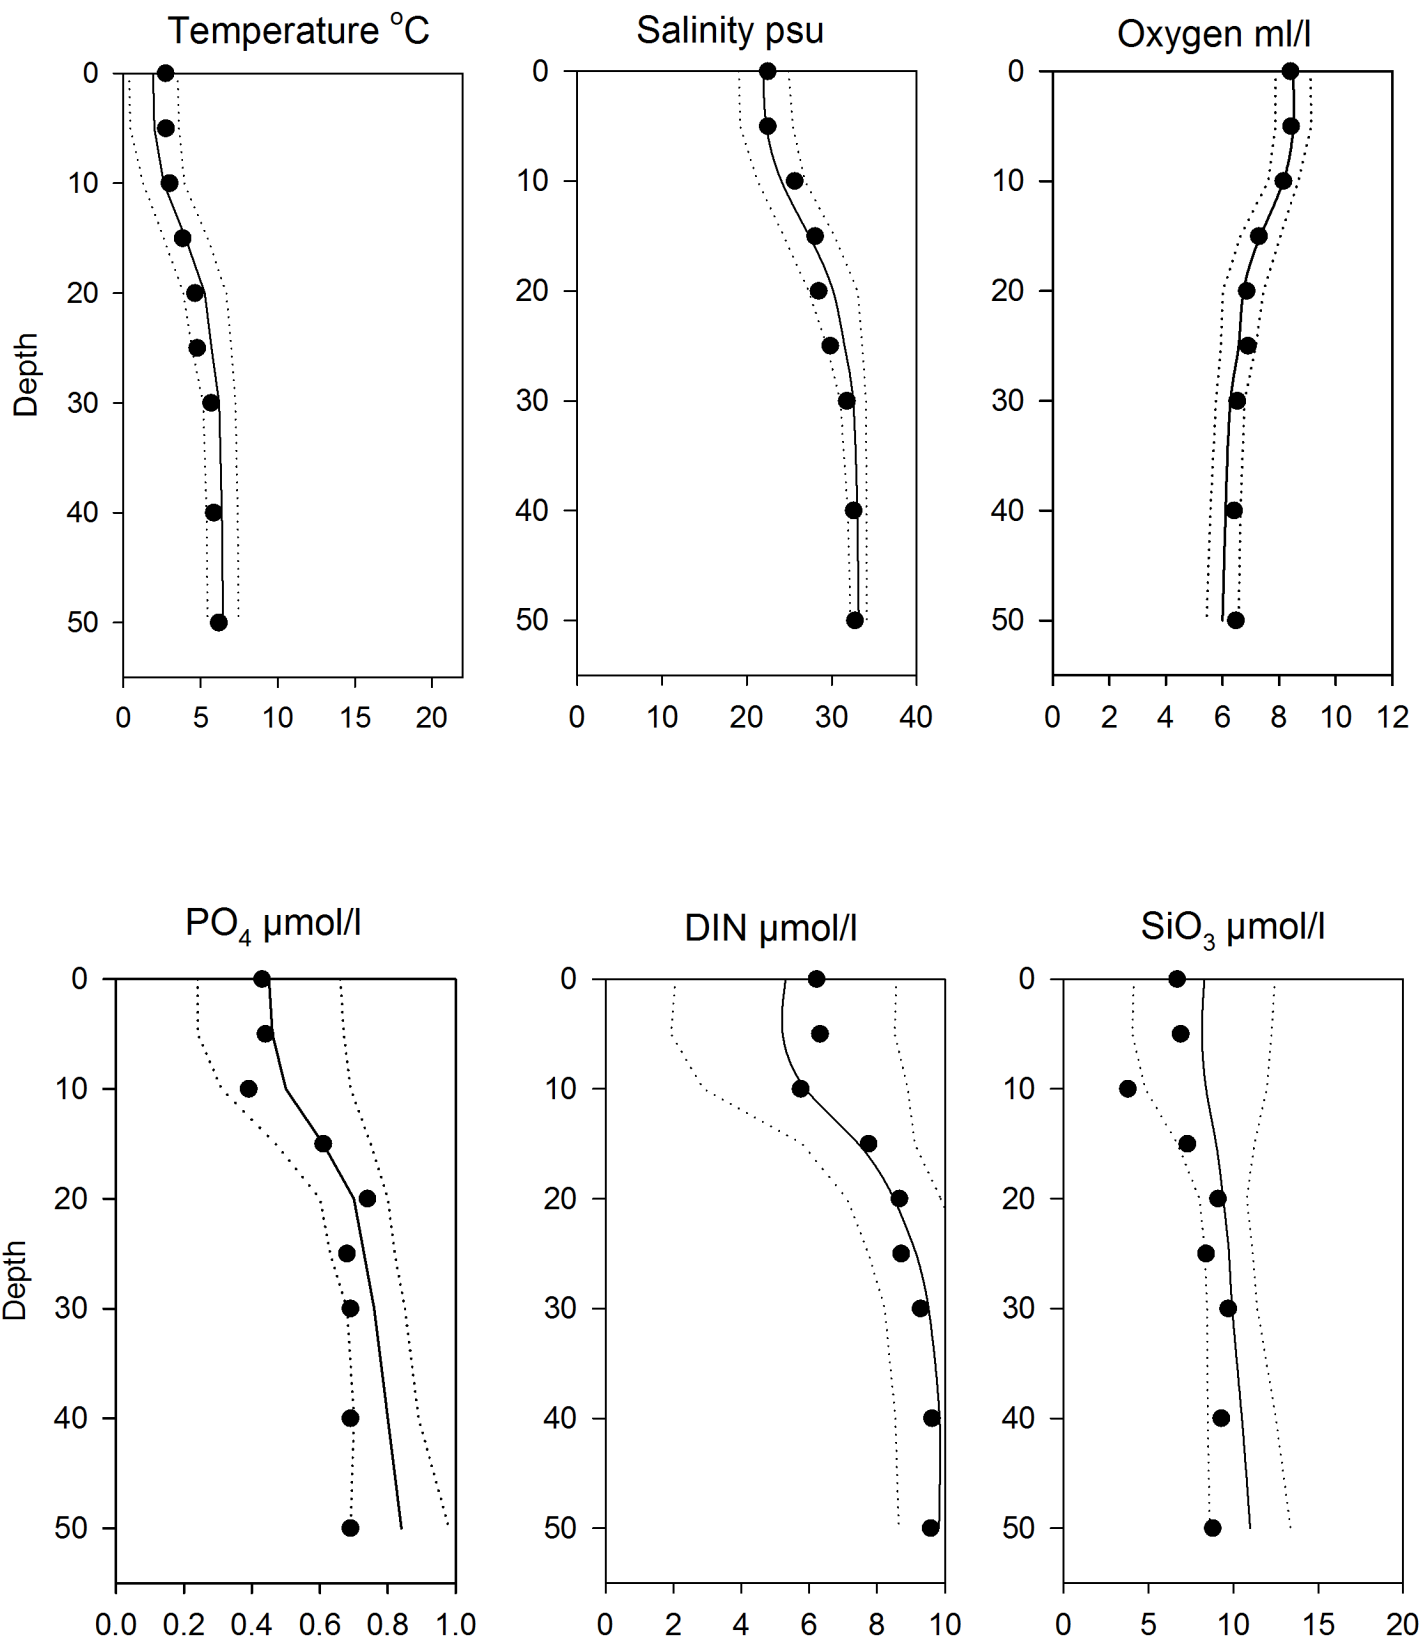 Temperature °C
Salinity psu
Oxygen ml/l
0
10
20
30
40
50
Depth
0 5 10 15 20
0
10
20
30
40
50
0 10 20 30 40
0
10
20
30
40
50
0 2 4 6 8 10 12
PO₄ µmol/l
DIN µmol/l
SiO₃ µmol/l
0
10
20
30
40
50
Depth
0.0 0.2 0.4 0.6 0.8 1.0
0
10
20
30
40
50
0 2 4 6 8 10
0
10
20
30
40
50
0 5 10 15 20